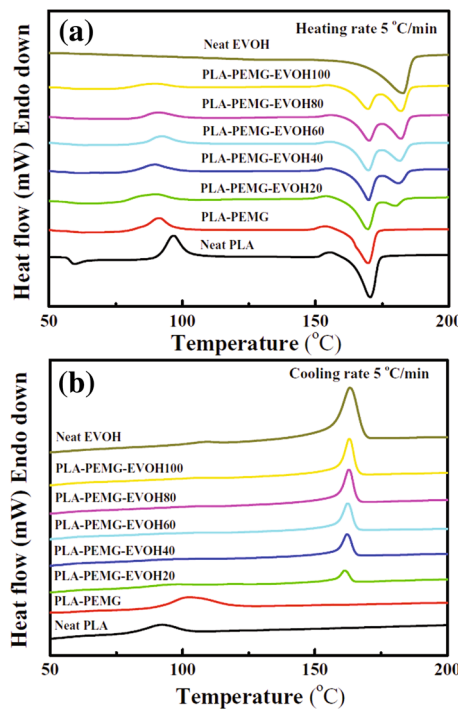 (a)
Heating rate 5 °C/min
Neat EVOH
PLA-PEMG-EVOH100
PLA-PEMG-EVOH80
PLA-PEMG-EVOH60
PLA-PEMG-EVOH40
PLA-PEMG-EVOH20
PLA-PEMG
Neat PLA
Heat flow (mW) Endo down
50 100 150 200
Temperature (°C)
(b)
Cooling rate 5 °C/min
Neat EVOH
PLA-PEMG-EVOH100
PLA-PEMG-EVOH80
PLA-PEMG-EVOH60
PLA-PEMG-EVOH40
PLA-PEMG-EVOH20
PLA-PEMG
Neat PLA
Heat flow (mW) Endo down
50 100 150 200
Temperature (°C)